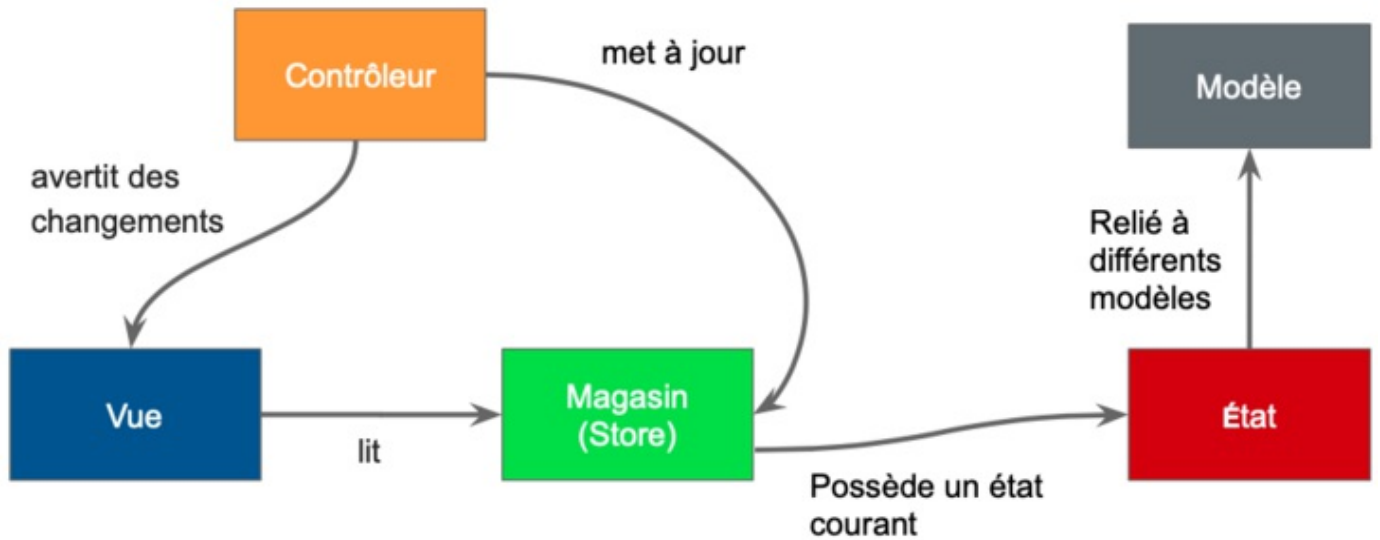 Contrôleur
met à jour
Modèle
avertit des
changements
Relié à
différents
modèles
Vue
lit
Magasin
(Store)
État
Possède un état
courant